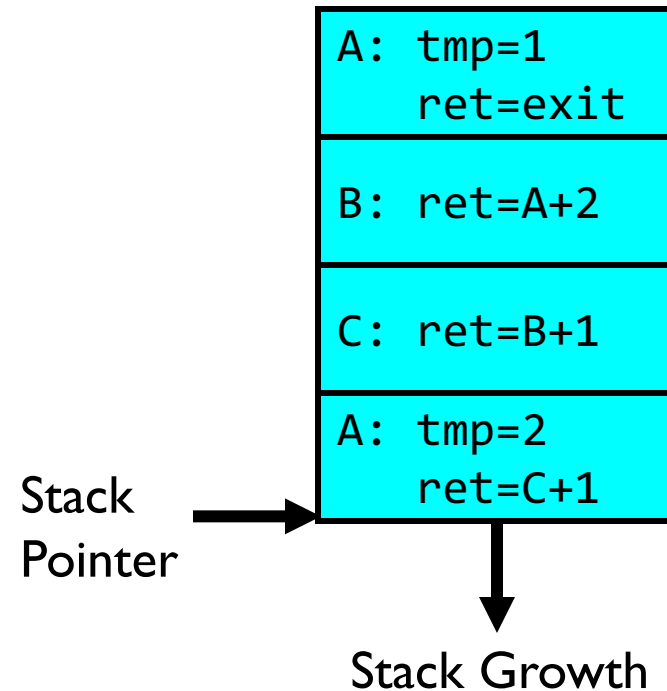 A: tmp=1
ret=exit
B: ret=A+2
C: ret=B+1
A: tmp=2
ret=C+1
Stack
Pointer
Stack Growth